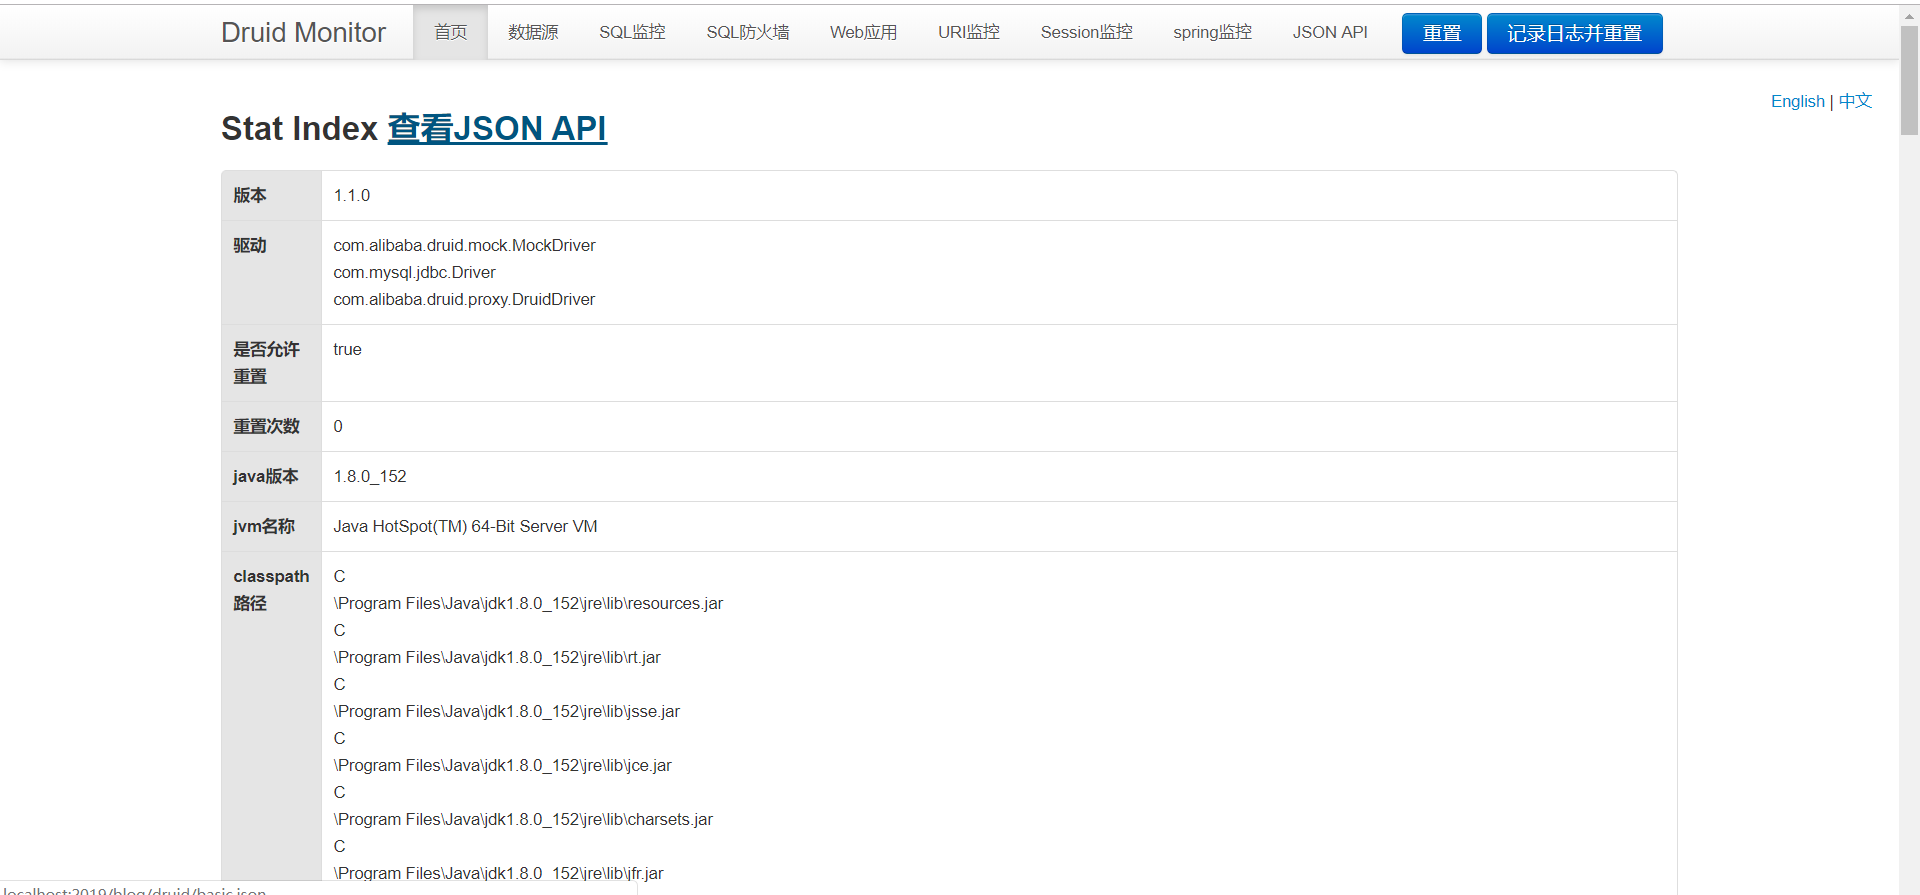 Druid Monitor 首页 数据源 SQL监控 SQL防火墙 Web应用 URI监控 Session监控 spring监控 JSON API 重置 记录日志并重置
English | 中文
Stat Index 查看JSON API
版本 1.1.0
驱动 com.alibaba.druid.mock.MockDriver
com.mysql.jdbc.Driver
com.alibaba.druid.proxy.DruidDriver
是否允许 true
重置
重置次数 0
java版本 1.8.0_152
jvm名称 Java HotSpot(TM) 64-Bit Server VM
classpath C
路径 \Program Files\Java\jdk1.8.0_152\jre\lib\resources.jar
C
\Program Files\Java\jdk1.8.0_152\jre\lib\rt.jar
C
\Program Files\Java\jdk1.8.0_152\jre\lib\jsse.jar
C
\Program Files\Java\jdk1.8.0_152\jre\lib\jce.jar
C
\Program Files\Java\jdk1.8.0_152\jre\lib\charsets.jar
C
\Program Files\Java\jdk1.8.0_152\jre\lib\jfr.jar
localhost:2019/blog/druid/basic.json